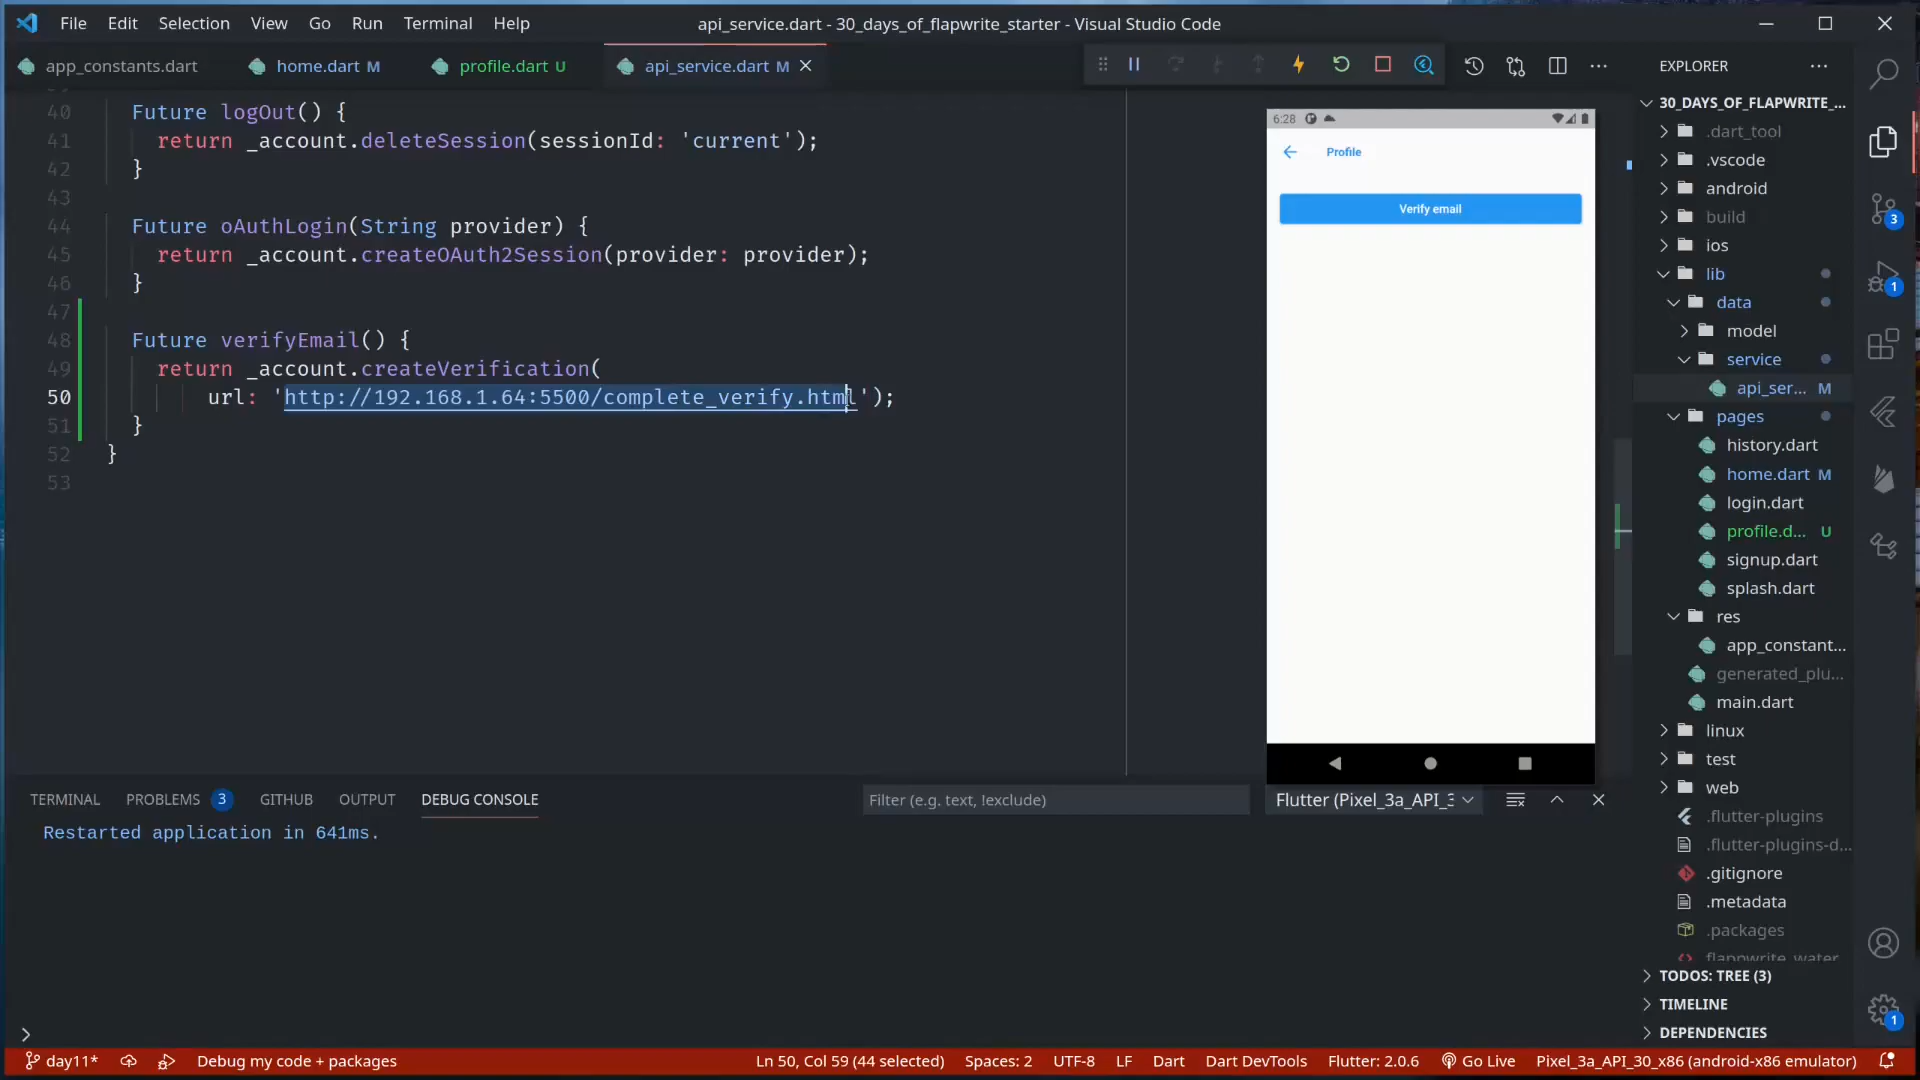 File Edit Selection View Go Run Terminal Help
api_service.dart - 30_days_of_flapwrite_starter - Visual Studio Code
app_constants.dart
home.dart M
profile.dart U
api_service.dart M
40 Future logOut() {
41 return _account.deleteSession(sessionId: 'current');
42 }
43
44 Future oAuthLogin(String provider) {
45 return _account.createOAuth2Session(provider: provider);
46 }
47
48 Future verifyEmail() {
49 return _account.createVerification(
50 url: 'http://192.168.1.64:5500/complete_verify.html');
51 }
52 }
53
6:28
Profile
Verify email
EXPLORER
30_DAYS_OF_FLAPWRITE_...
.dart_tool
.vscode
android
build
ios
lib
data
model
service
api_ser... M
pages
history.dart
home.dart M
login.dart
profile.d... U
signup.dart
splash.dart
res
app_constant...
generated_plu...
main.dart
linux
test
web
.flutter-plugins
.flutter-plugins-d...
.gitignore
.metadata
.packages
flappwrite_water
TODOS: TREE (3)
TIMELINE
DEPENDENCIES
3
1
1
TERMINAL PROBLEMS 3 GITHUB OUTPUT DEBUG CONSOLE
Filter (e.g. text, !exclude)
Flutter (Pixel_3a_API_3
Restarted application in 641ms.
day11*
Debug my code + packages
Ln 50, Col 59 (44 selected)
Spaces: 2
UTF-8
LF
Dart
Dart DevTools
Flutter: 2.0.6
Go Live
Pixel_3a_API_30_x86 (android-x86 emulator)